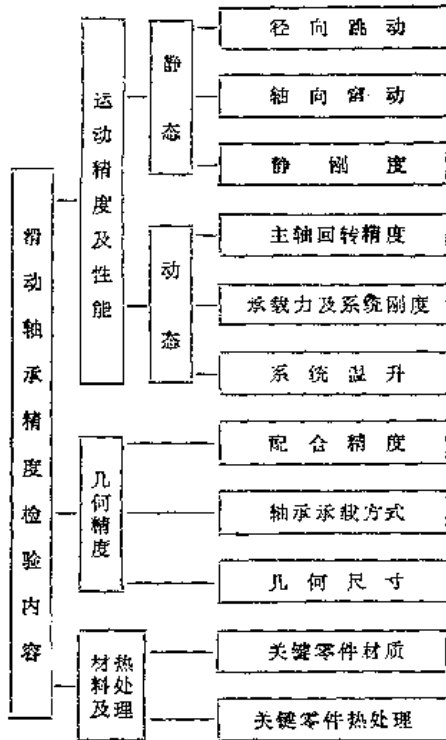 滑动轴承精度检验内容
运动精度及性能
静态
径向跳动
轴向窜动
静刚度
动态
主轴回转精度
承载力及系统刚度
系统温升
几何精度
配合精度
轴承承载方式
几何尺寸
材料及热处理
关键零件材质
关键零件热处理